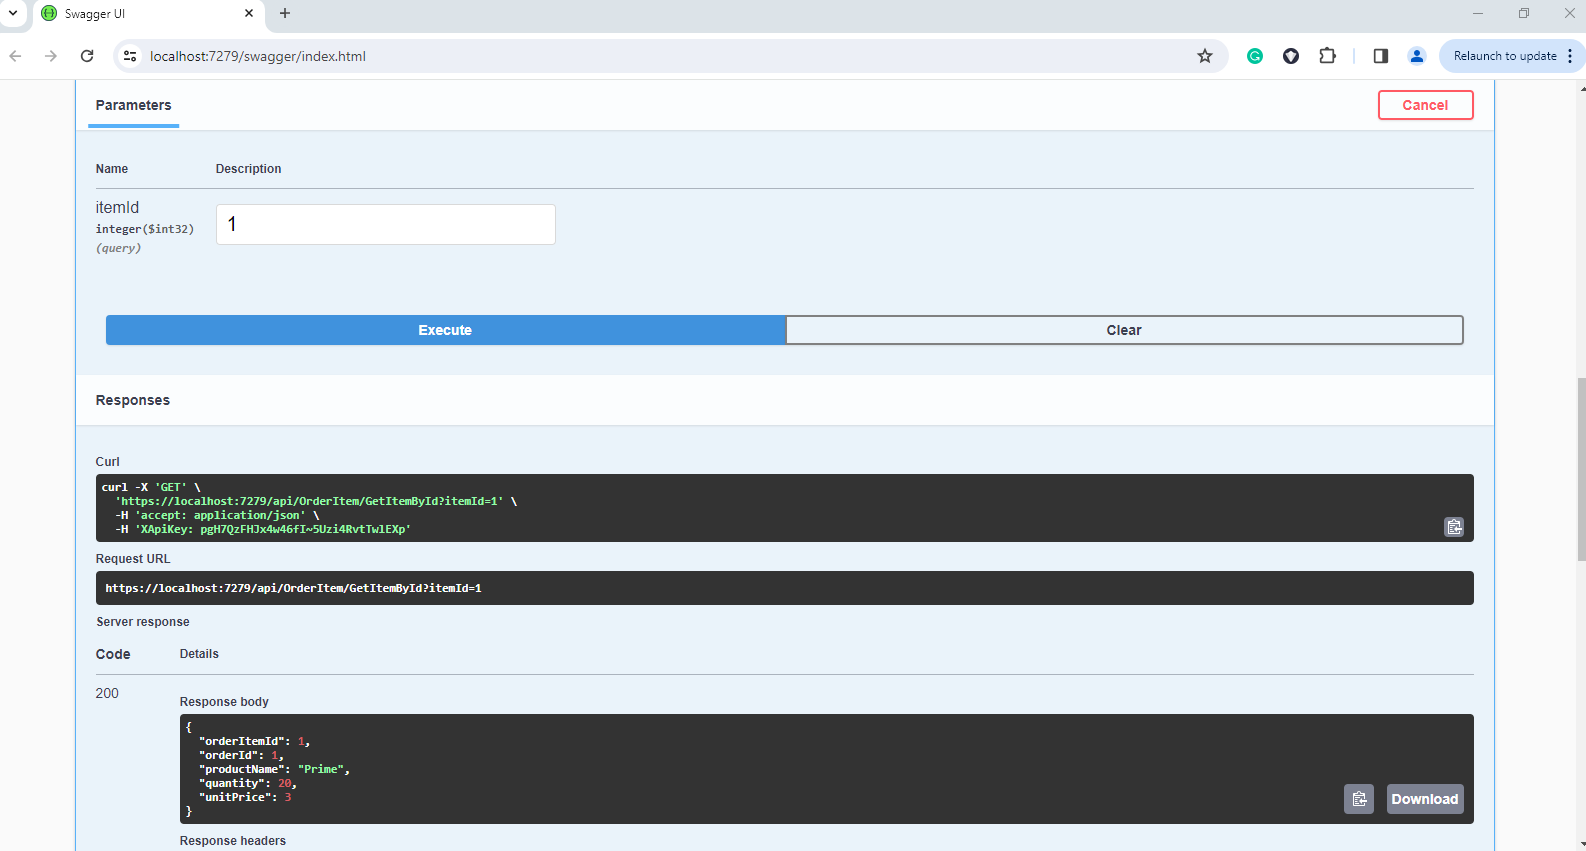 Swagger UI
localhost:7279/swagger/index.html
Relaunch to update
Parameters
Cancel
Name Description
itemId
integer($int32)
(query)
1
Execute Clear
Responses
Curl
curl -X 'GET' \
'https://localhost:7279/api/OrderItem/GetItemById?itemId=1' \
-H 'accept: application/json' \
-H 'XApiKey: pgH7QzFHJx4w46fI~5Uzi4RvtTwlEXp'
Request URL
https://localhost:7279/api/OrderItem/GetItemById?itemId=1
Server response
Code Details
200
Response body
{
"orderItemId": 1,
"orderId": 1,
"productName": "Prime",
"quantity": 20,
"unitPrice": 3
}
Download
Response headers